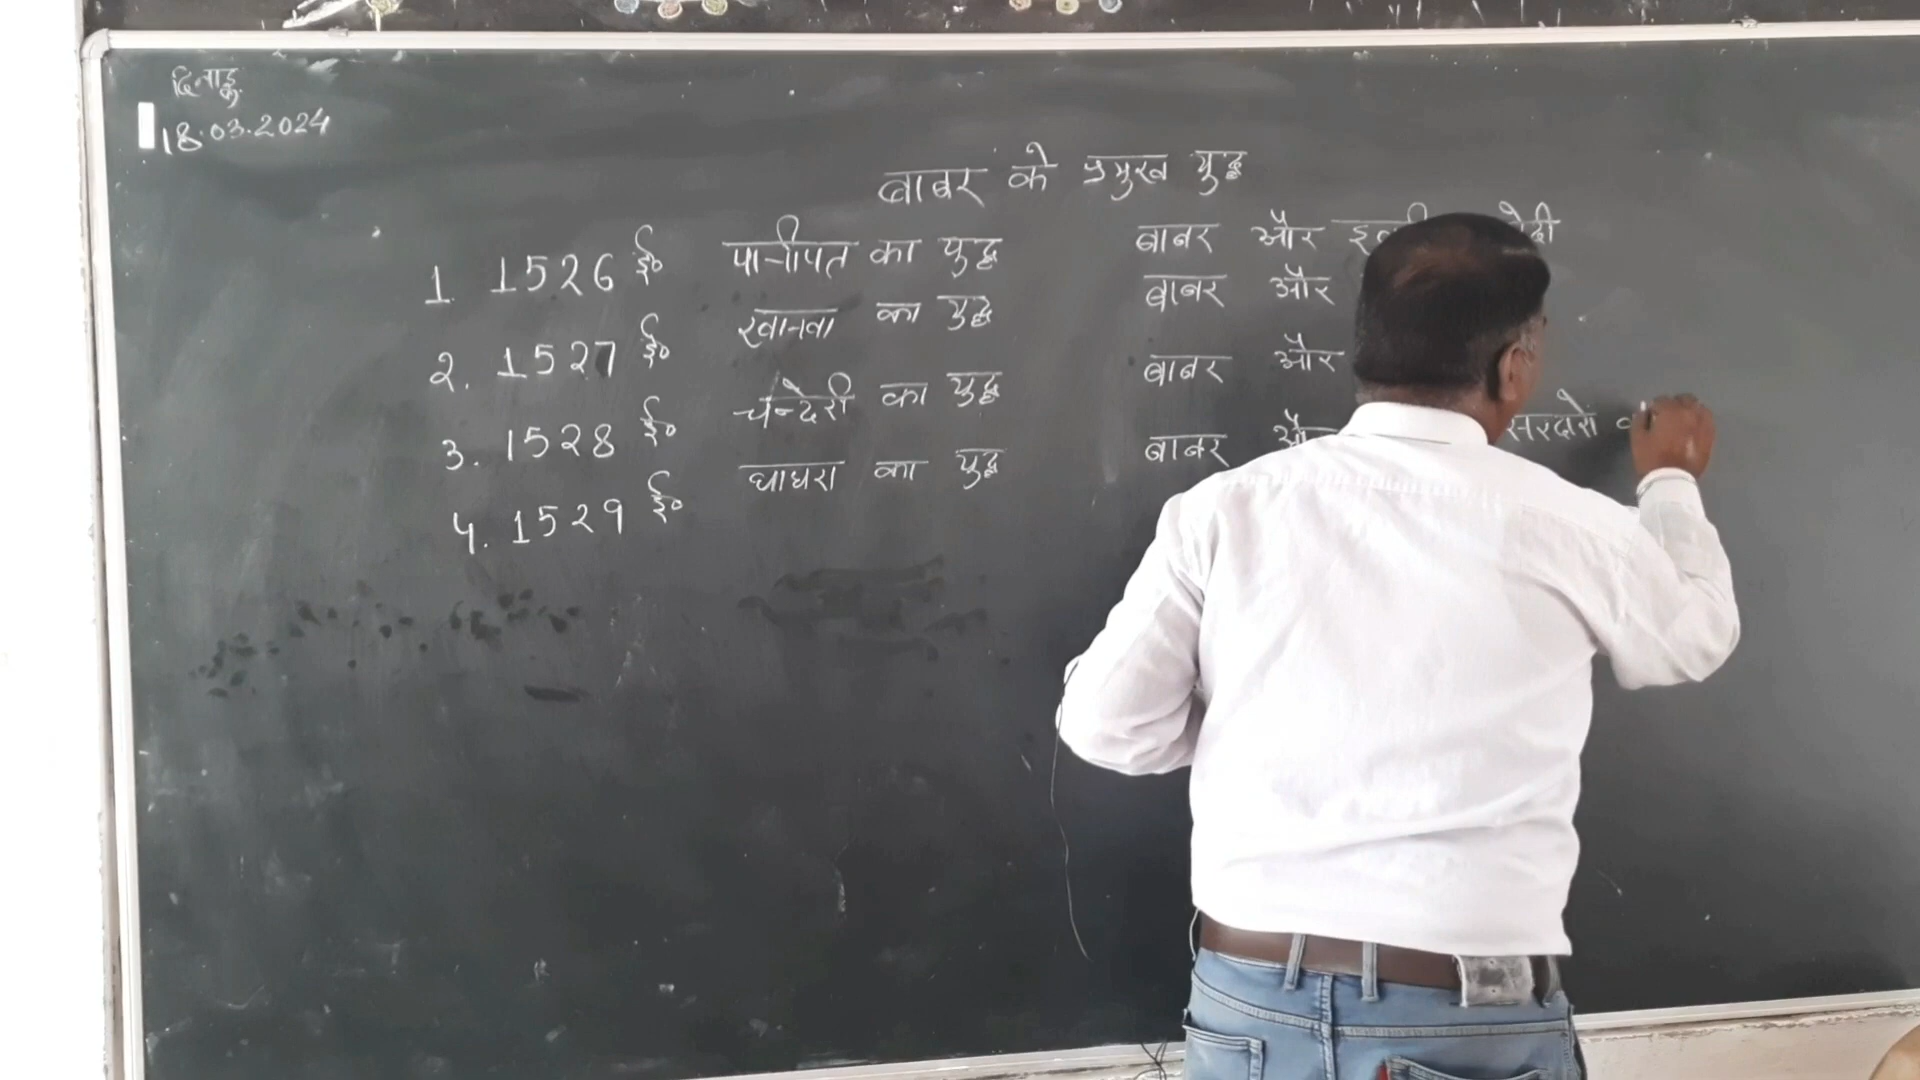 दिनाङ्क
18.03.2024
बाबर के प्रमुख युद्ध
1. 1526 ई० पानीपत का युद्ध बाबर और
2. 1527 ई० खानवा का युद्ध बाबर और
3. 1528 ई० चन्देरी का युद्ध बाबर और
4. 1529 ई० घाघरा का युद्ध बाबर और सरदारों